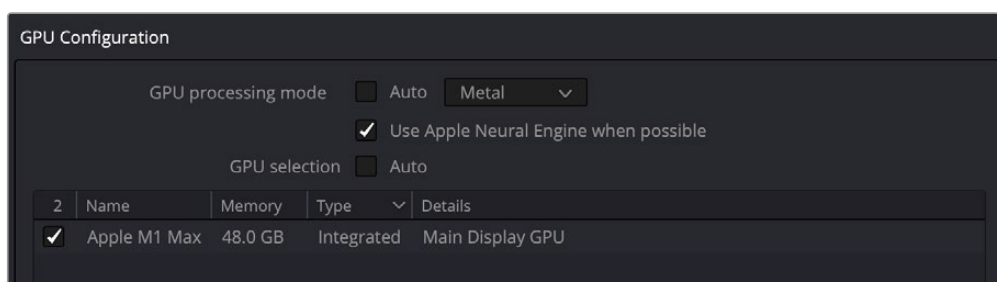 GPU Configuration
GPU processing mode Auto Metal
Use Apple Neural Engine when possible
GPU selection Auto
2 Name Memory Type Details
Apple M1 Max 48.0 GB Integrated Main Display GPU